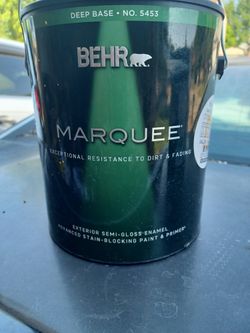 DEEP BASE • NO. 5453
BEHR
MARQUEE
EXCEPTIONAL RESISTANCE TO DIRT & FADING
EXTERIOR SEMI-GLOSS ENAMEL
ADVANCED STAIN-BLOCKING PAINT & PRIMER